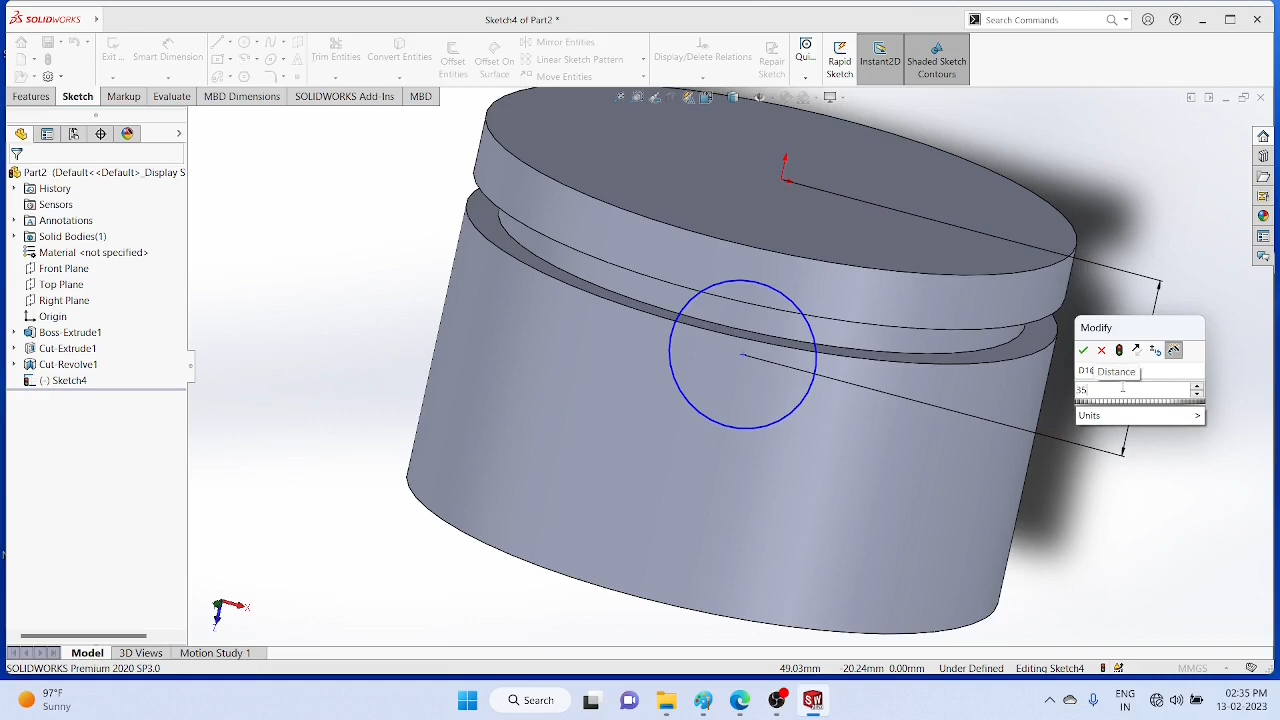 SOLIDWORKS
Sketch4 of Part2 *
Search Commands
Exit ...
Smart Dimension
Trim Entities
Convert Entities
Offset Entities
Offset On Surface
Mirror Entities
Linear Sketch Pattern
Move Entities
Display/Delete Relations
Repair Sketch
Qui...
Rapid Sketch
Instant2D
Shaded Sketch Contours
Features
Sketch
Markup
Evaluate
MBD Dimensions
SOLIDWORKS Add-Ins
MBD
Part2 (Default<<Default>_Display S
History
Sensors
Annotations
Solid Bodies(1)
Material <not specified>
Front Plane
Top Plane
Right Plane
Origin
Boss-Extrude1
Cut-Extrude1
Cut-Revolve1
(-) Sketch4
Modify
Distance
35
Units
X
Model
3D Views
Motion Study 1
SOLIDWORKS Premium 2020 SP3.0
49.03mm
-20.24mm
0.00mm
Under Defined
Editing Sketch4
MMGS
97°F
Sunny
Search
ENG
IN
02:35 PM
13-02-2023